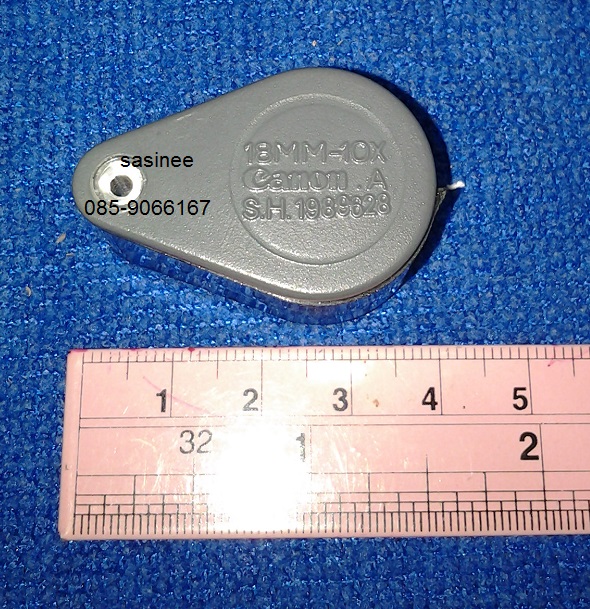 sasinee
085-9066167
18MM-10X
Canon.A
S.H.1989628
1 2 3 4 5
32 1 2